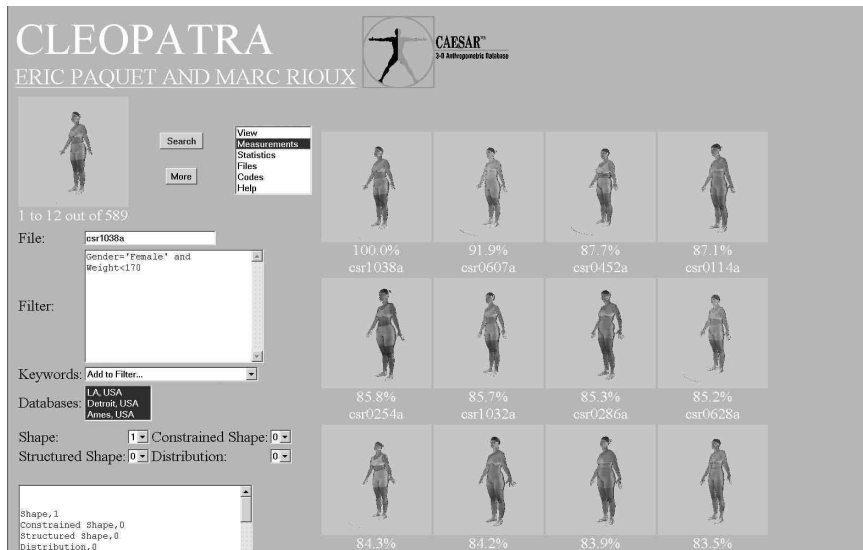 CLEOPATRA
ERIC PAQUET AND MARC RIOUX
CAESAR™
3-D Anthropometric Database
Search
More
View
Measurements
Statistics
Files
Codes
Help
1 to 12 out of 589
File: csr1038a
Filter:
Gender='Female' and
Weight<170
Keywords: Add to Filter...
Databases:
LA, USA
Detroit, USA
Ames, USA
Shape: 1 Constrained Shape: 0
Structured Shape: 0 Distribution: 0
Shape,1
Constrained Shape,0
Structured Shape,0
Distribution,0
100.0% 91.9% 87.7% 87.1%
csr1038a csr0607a csr0452a csr0114a
85.8% 85.7% 85.3% 85.2%
csr0254a csr1032a csr0286a csr0628a
84.3% 84.2% 83.9% 83.5%